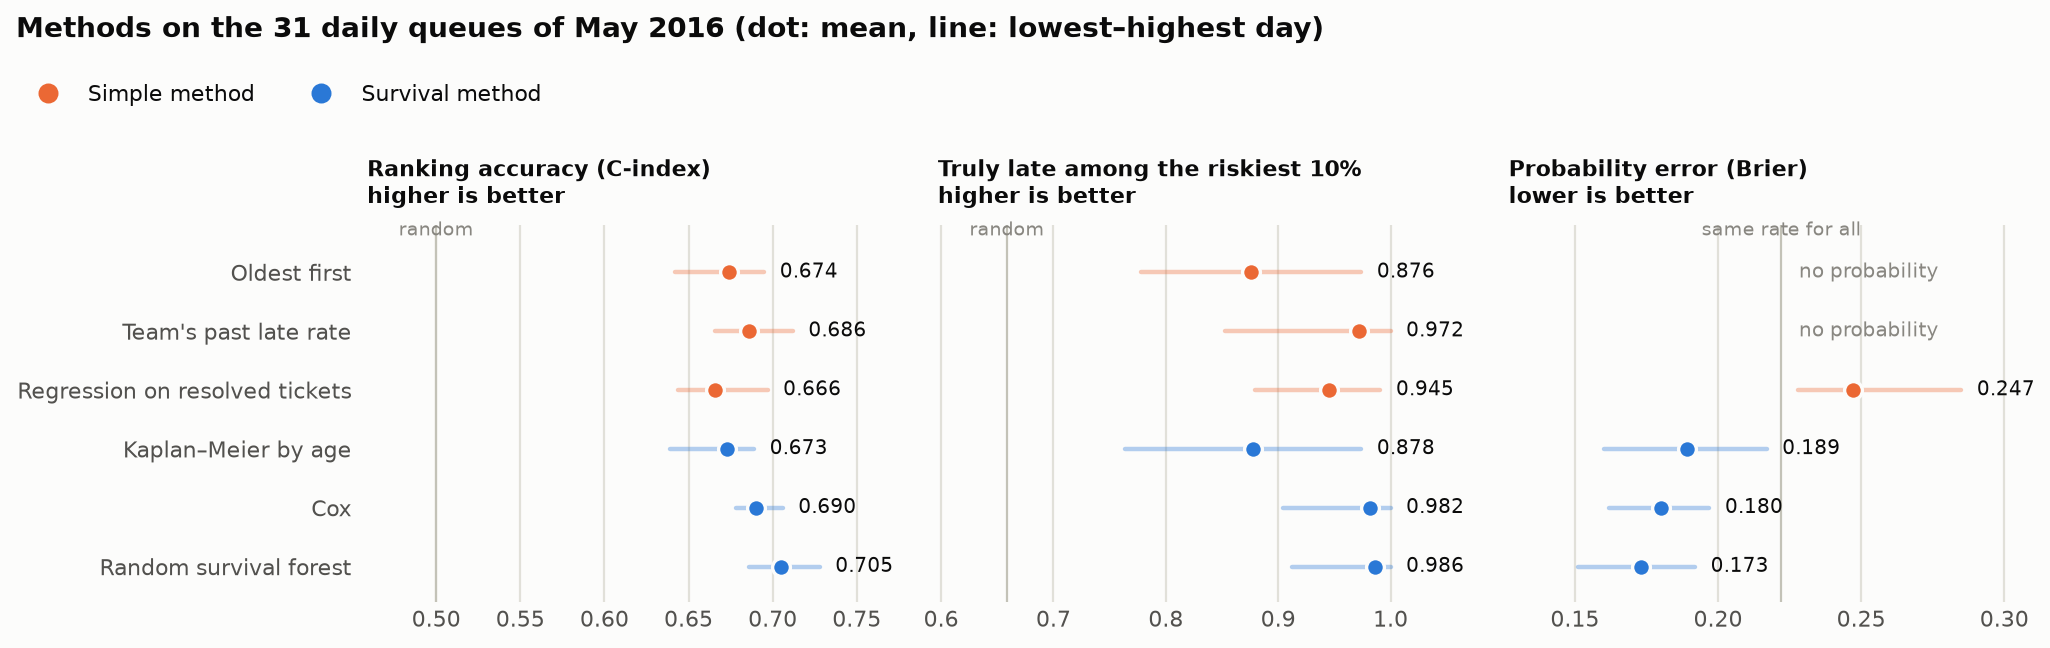 Methods on the 31 daily queues of May 2016 (dot: mean, line: lowest–highest day)
Simple method
Survival method
Ranking accuracy (C-index)
higher is better
Truly late among the riskiest 10%
higher is better
Probability error (Brier)
lower is better
random
random
same rate for all
Oldest first 0.674 0.876 no probability
Team's past late rate 0.686 0.972 no probability
Regression on resolved tickets 0.666 0.945 0.247
Kaplan–Meier by age 0.673 0.878 0.189
Cox 0.690 0.982 0.180
Random survival forest 0.705 0.986 0.173
0.50 0.55 0.60 0.65 0.70 0.75
0.6 0.7 0.8 0.9 1.0
0.15 0.20 0.25 0.30